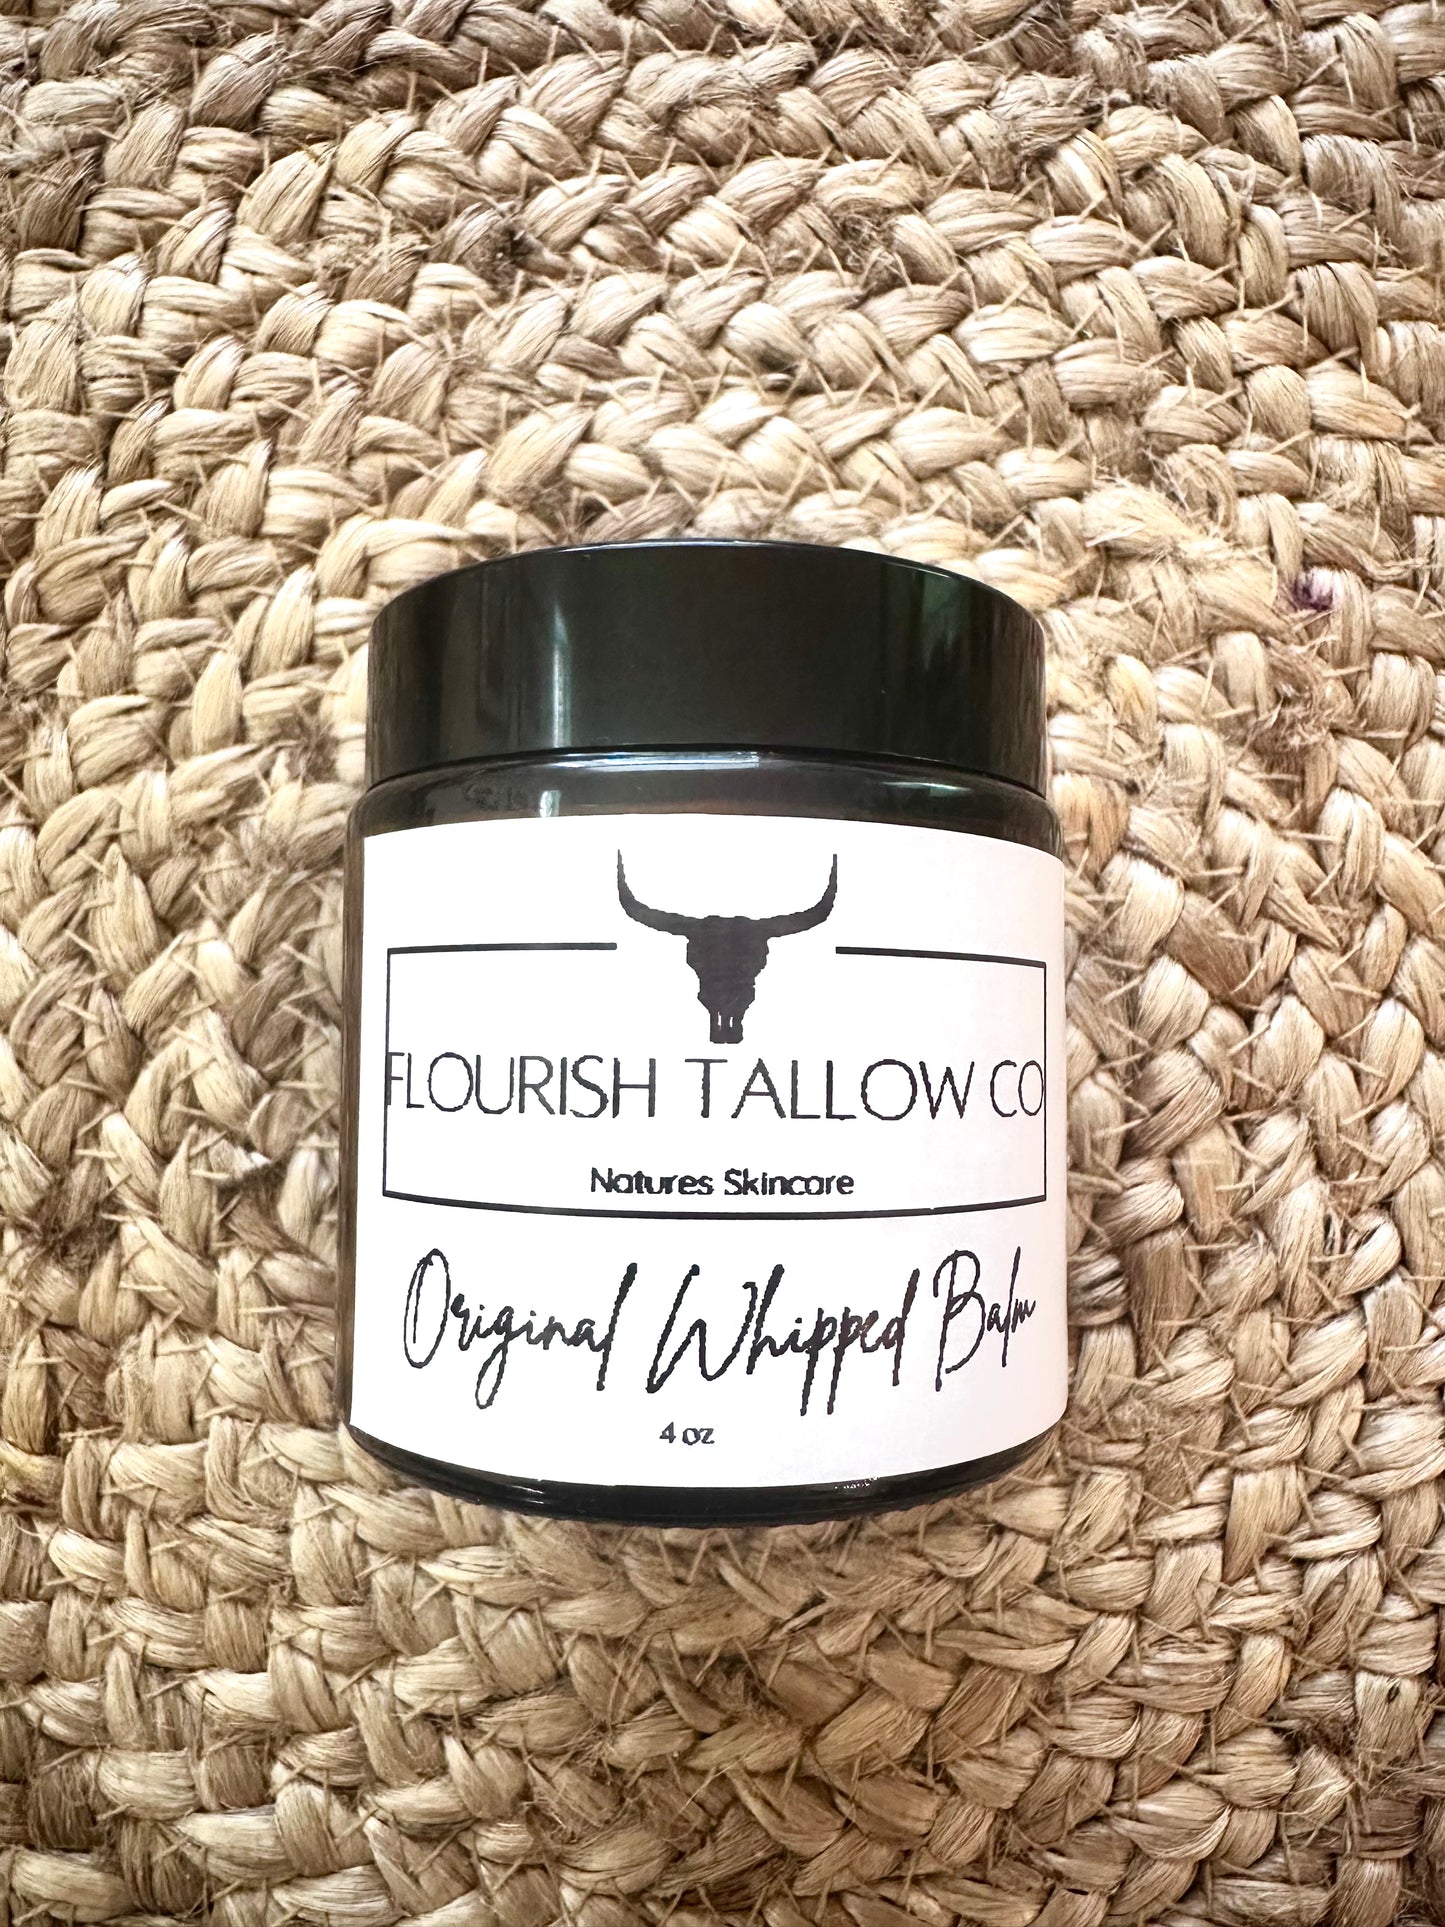 FLOURISH TALLOW CO
Natures Skincare
Original Whipped Balm
4 oz